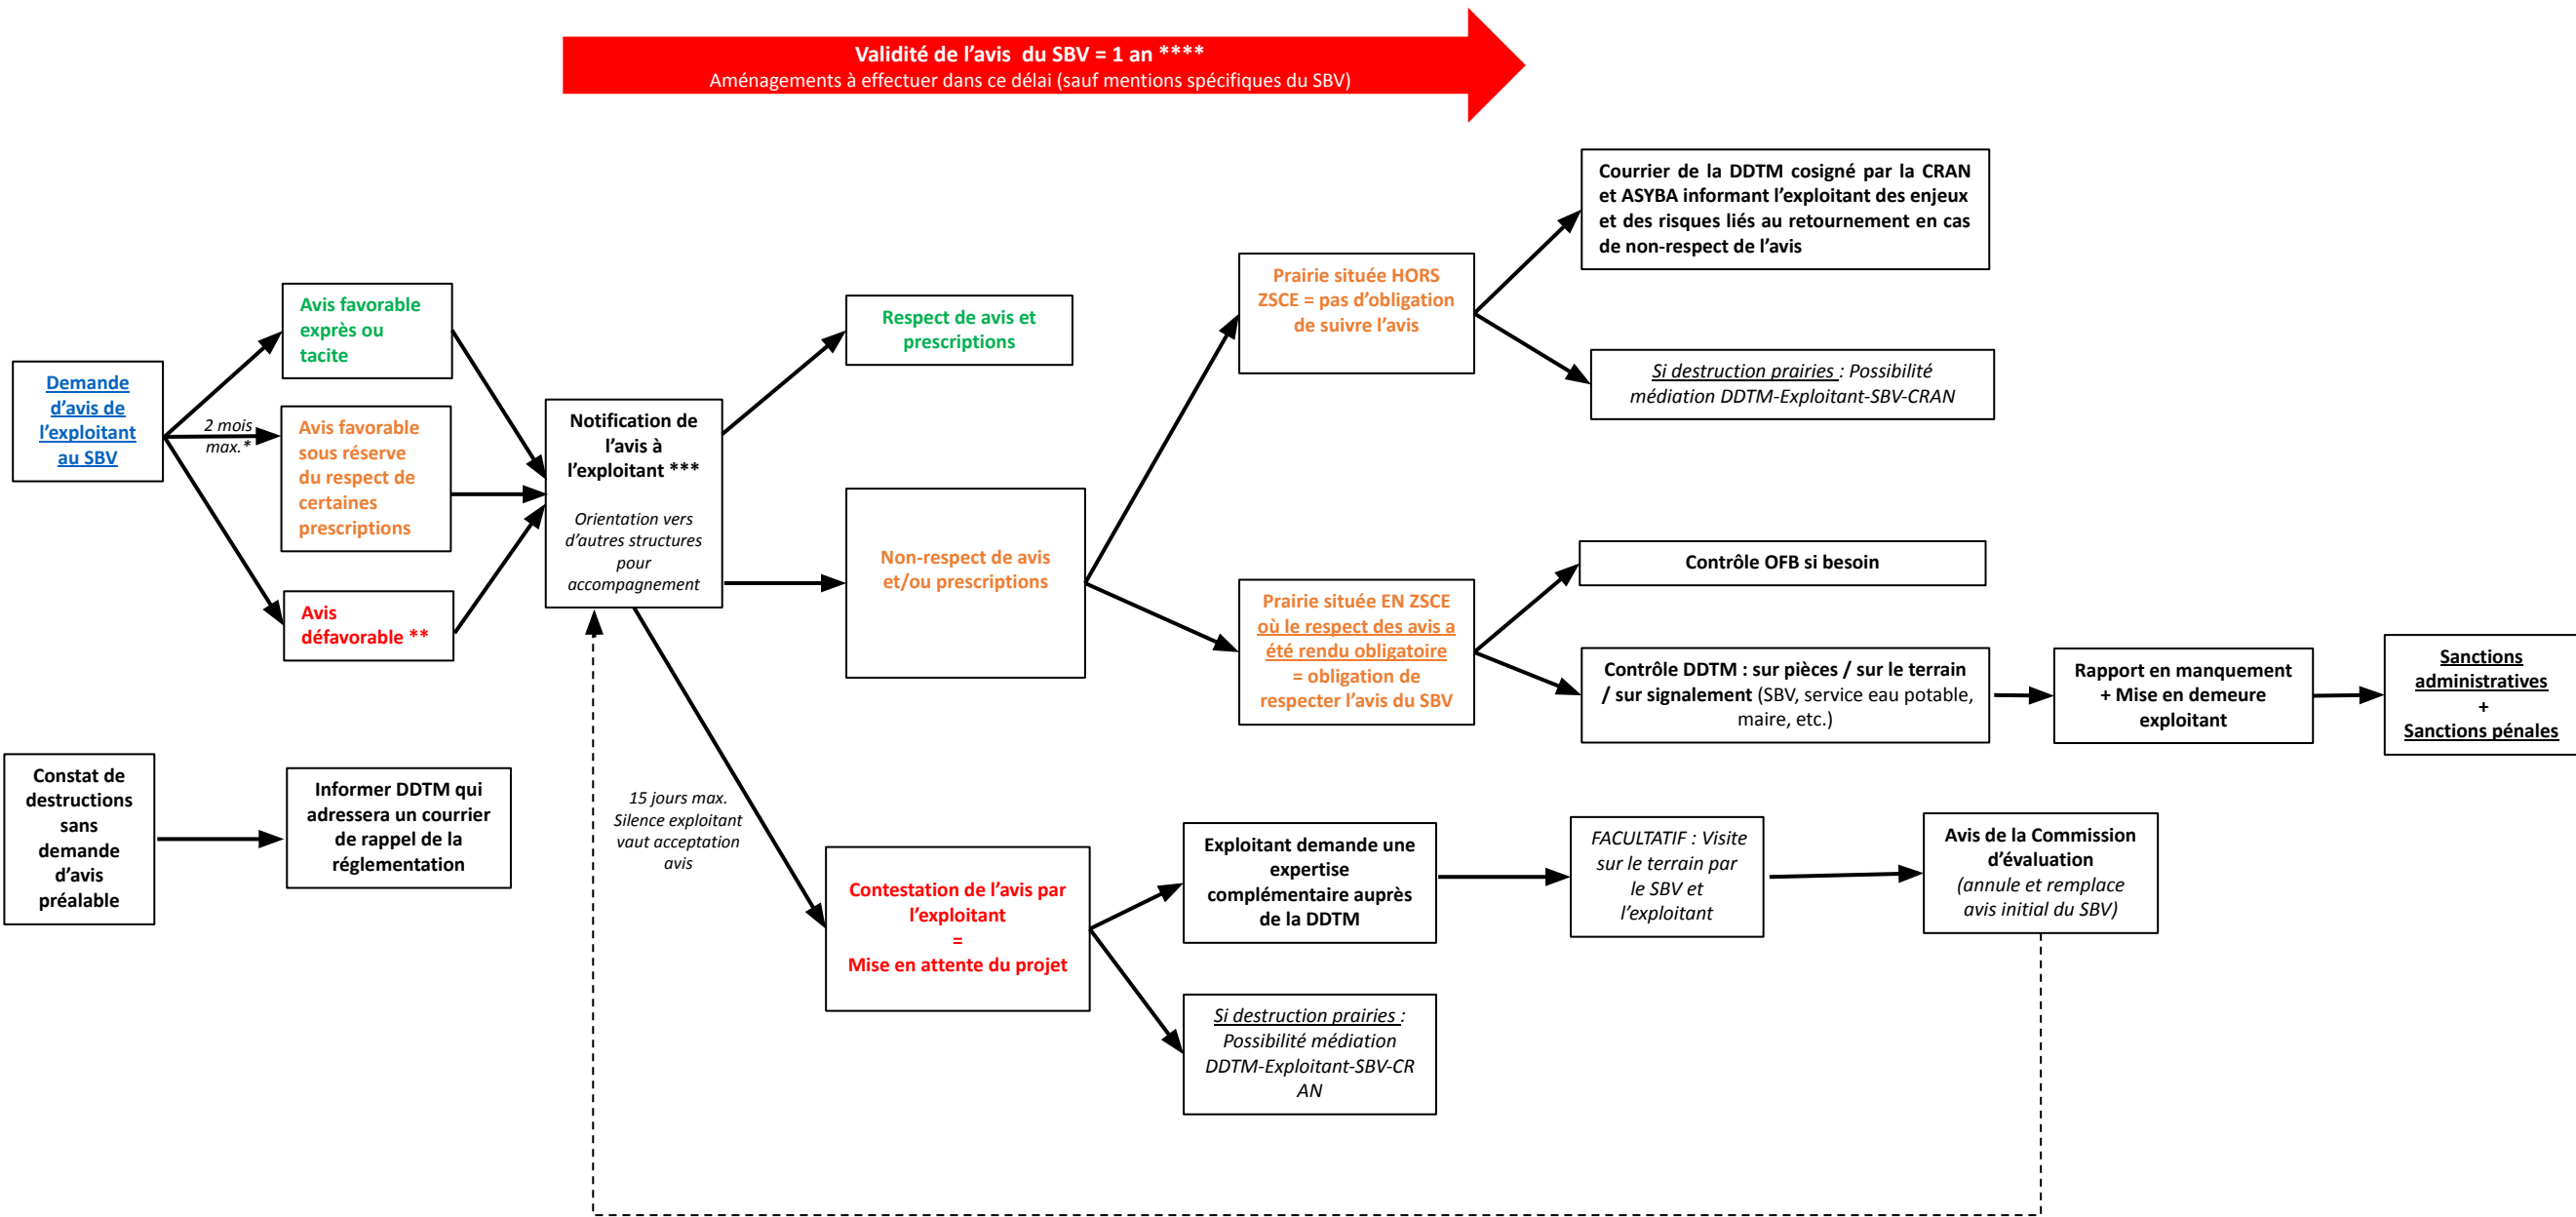 Validité de l'avis du SBV = 1 an ****
Aménagements à effectuer dans ce délai (sauf mentions spécifiques du SBV)
Demande
d'avis de
l'exploitant
au SBV
2 mois
max.*
Avis favorable
exprès ou
tacite
Avis favorable
sous réserve
du respect de
certaines
prescriptions
Avis
défavorable **
Notification de
l'avis à
l'exploitant ***
Orientation vers
d'autres structures
pour
accompagnement
Respect de avis et
prescriptions
Non-respect de avis
et/ou prescriptions
Prairie située HORS
ZSCE = pas d'obligation
de suivre l'avis
Courrier de la DDTM cosigné par la CRAN
et ASYBA informant l'exploitant des enjeux
et des risques liés au retournement en cas
de non-respect de l'avis
Si destruction prairies : Possibilité
médiation DDTM-Exploitant-SBV-CRAN
Prairie située EN ZSCE
où le respect des avis a
été rendu obligatoire
= obligation de
respecter l'avis du SBV
Contrôle OFB si besoin
Contrôle DDTM : sur pièces / sur le terrain
/ sur signalement (SBV, service eau potable,
maire, etc.)
Rapport en manquement
+ Mise en demeure
exploitant
Sanctions
administratives
+
Sanctions pénales
Constat de
destructions
sans
demande
d'avis
préalable
Informer DDTM qui
adressera un courrier
de rappel de la
réglementation
15 jours max.
Silence exploitant
vaut acceptation
avis
Contestation de l'avis par
l'exploitant
=
Mise en attente du projet
Exploitant demande une
expertise
complémentaire auprès
de la DDTM
Si destruction prairies :
Possibilité médiation
DDTM-Exploitant-SBV-CR
AN
FACULTATIF : Visite
sur le terrain par
le SBV et
l'exploitant
Avis de la Commission
d'évaluation
(annule et remplace
avis initial du SBV)